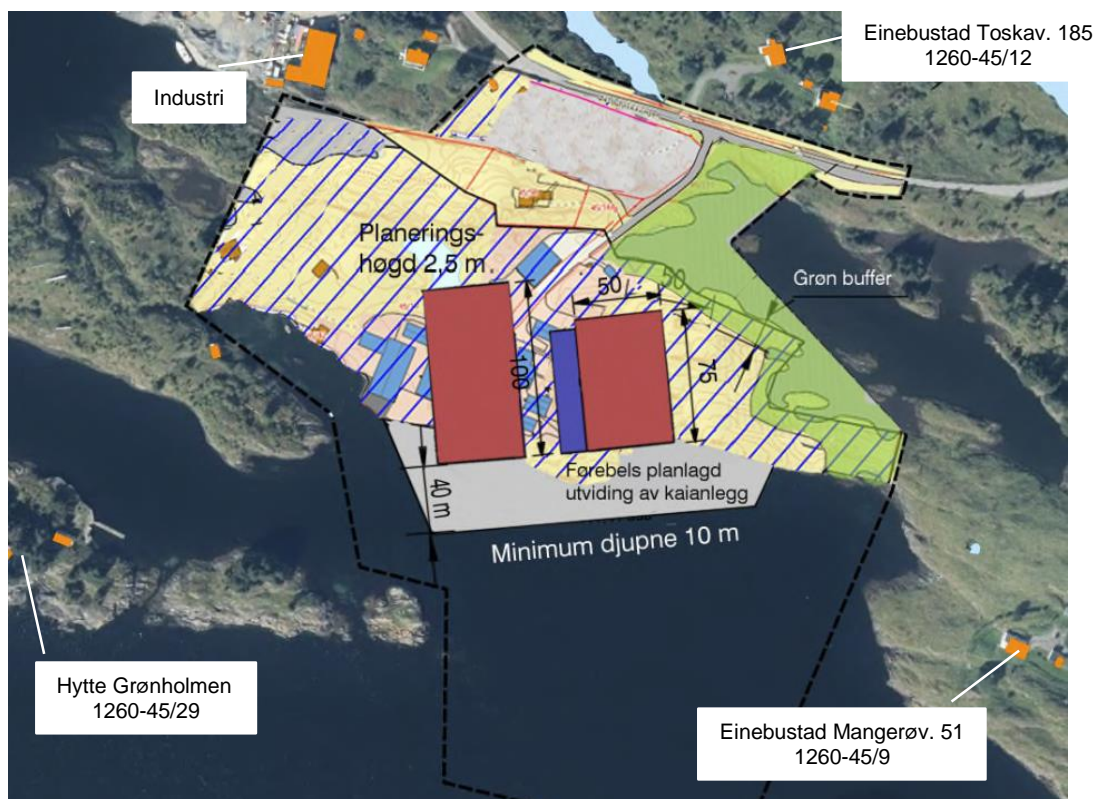 Einebustad Toskav. 185
1260-45/12
Industri
Planerings-
høgd 2,5 m.
50
50
Grøn buffer
100
75
Førebels planlagd
utviding av kaianlegg
40 m
Minimum djupne 10 m
Hytte Grønholmen
1260-45/29
Einebustad Mangerøv. 51
1260-45/9